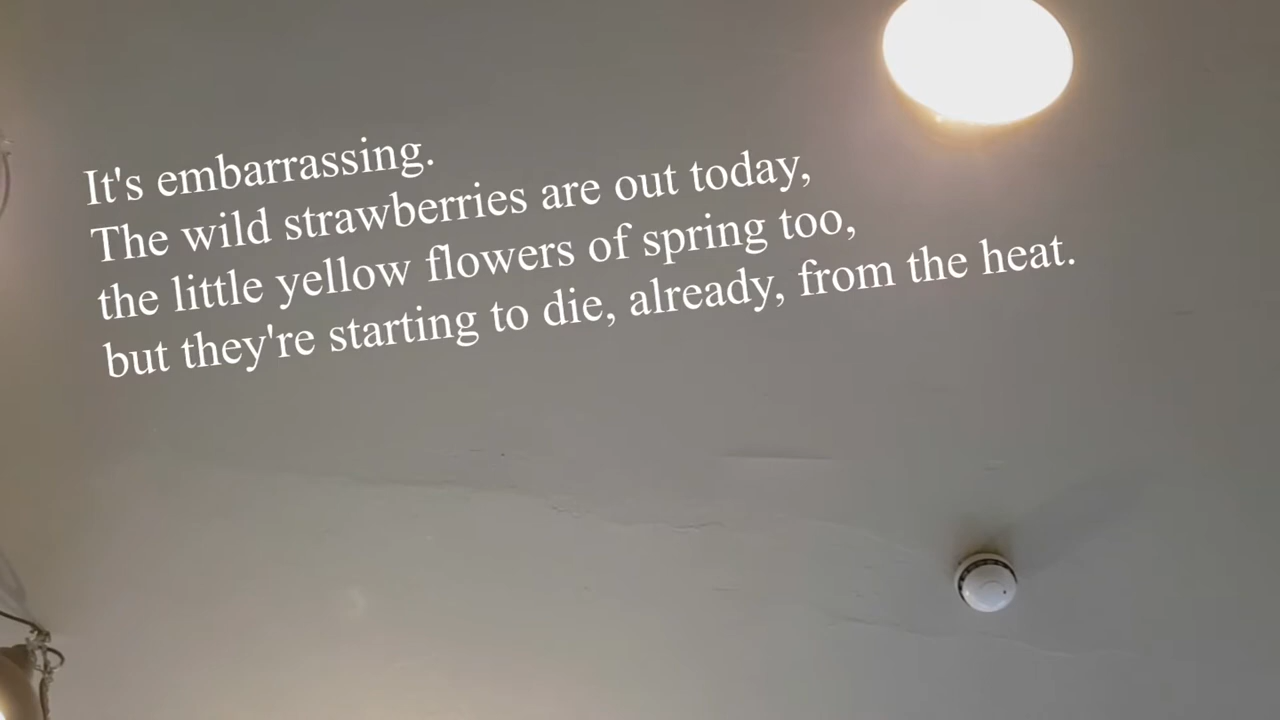 It's embarrassing.
The wild strawberries are out today,
the little yellow flowers of spring too,
but they're starting to die, already, from the heat.